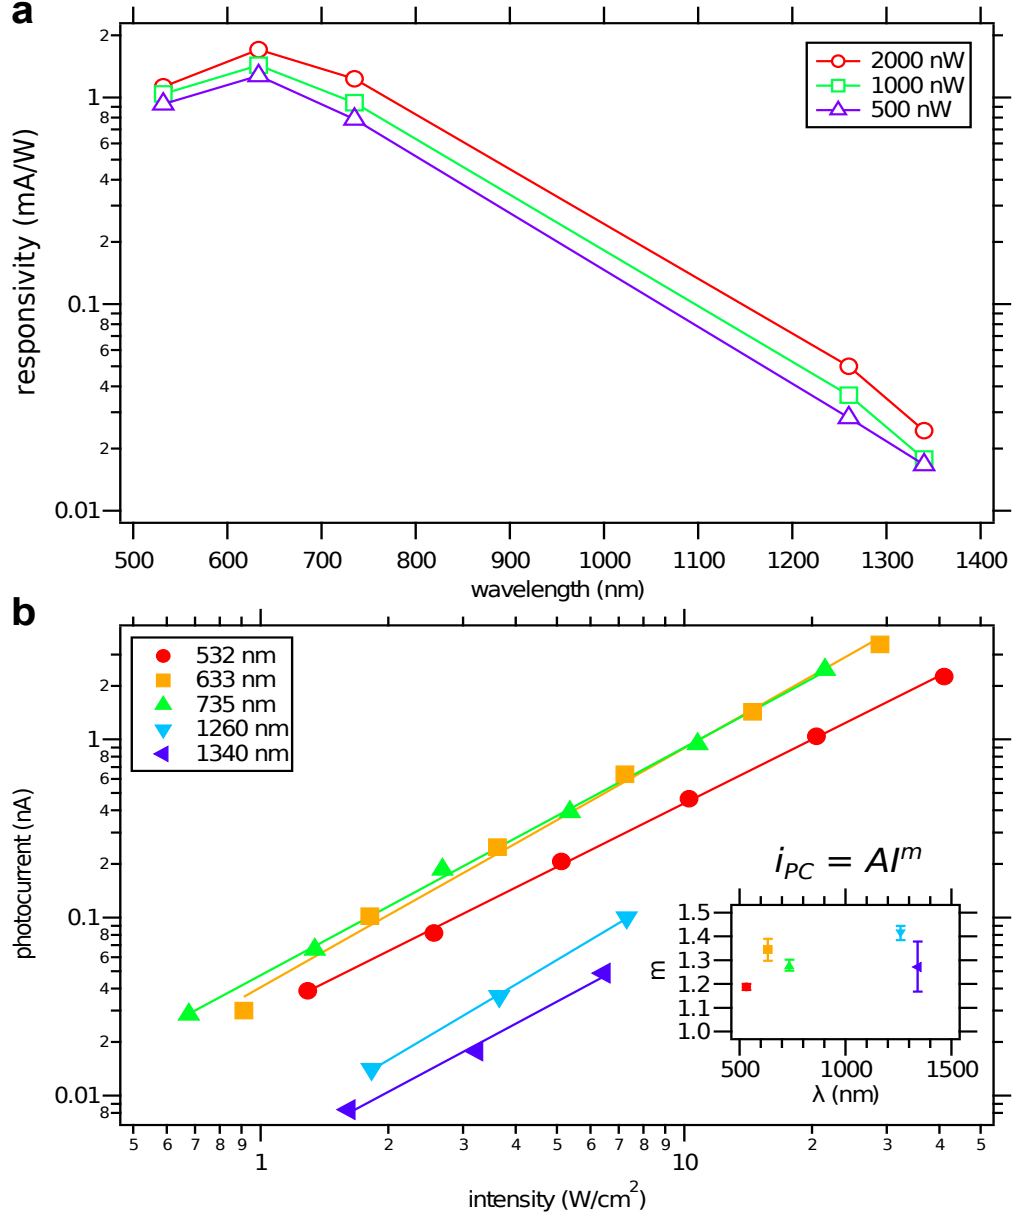 a
2
1
8
6
4
2
0.1
8
6
4
2
0.01
responsivity (mA/W)
2000 nW
1000 nW
500 nW
500 600 700 800 900 1000 1100 1200 1300 1400
wavelength (nm)
b
2
1
8
6
4
2
0.1
8
6
4
2
0.01
8
photocurrent (nA)
532 nm
633 nm
735 nm
1260 nm
1340 nm
i_PC = AI^m
1.5
1.4
1.3
1.2
1.1
1.0
m
500 1000 1500
λ (nm)
5 6 7 8 9 2 3 4 5 6 7 8 9 2 3 4 5
1 10
intensity (W/cm²)